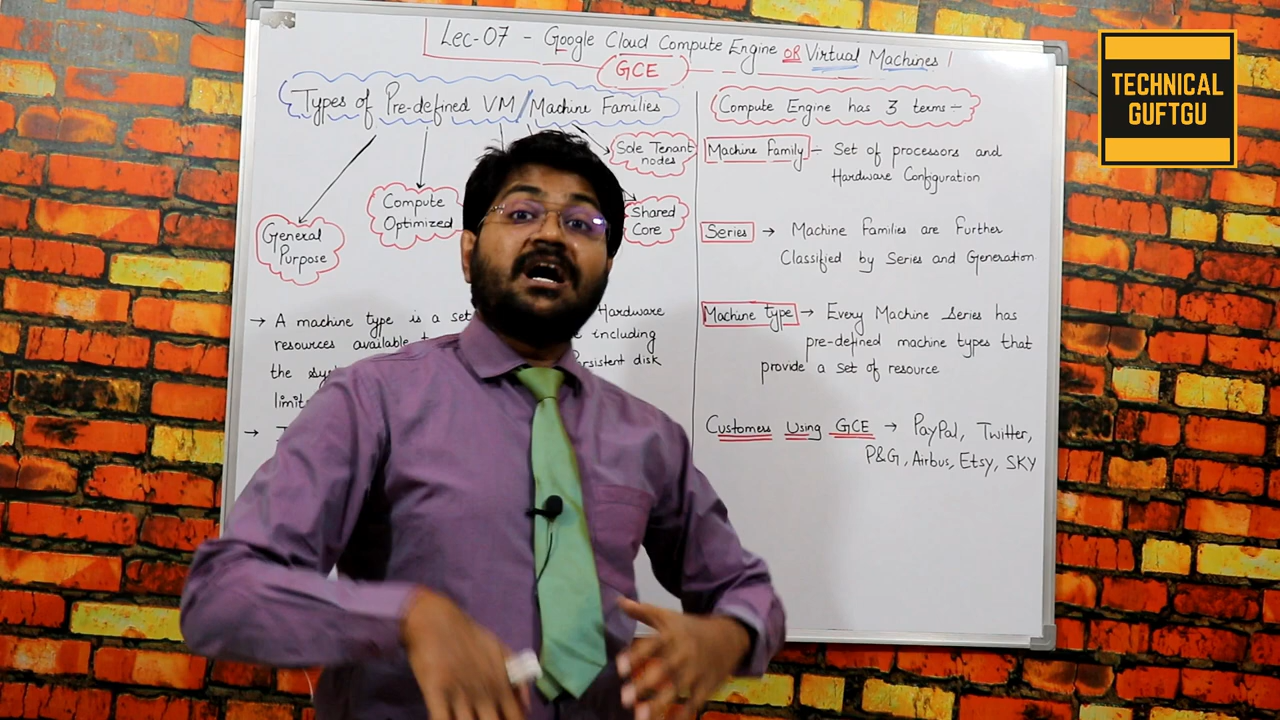 Lec-07 - Google Cloud Compute Engine OR Virtual Machines
GCE
Types of Pre-defined VM/Machine Families
Sole Tenant
nodes
Compute
Optimized
Shared
Core
General
Purpose
→ A machine type is a set Hardware
resources available including
the persistent disk
limit
→
Compute Engine has 3 terms:-
Machine Family :- Set of processors and
Hardware Configuration
Series → Machine Families are Further
Classified by Series and Generation
Machine type → Every Machine Series has
pre-defined machine types that
provide a set of resource
Customers Using GCE → PayPal, Twitter,
P&G, Airbus, Etsy, SKY
TECHNICAL
GUFTGU